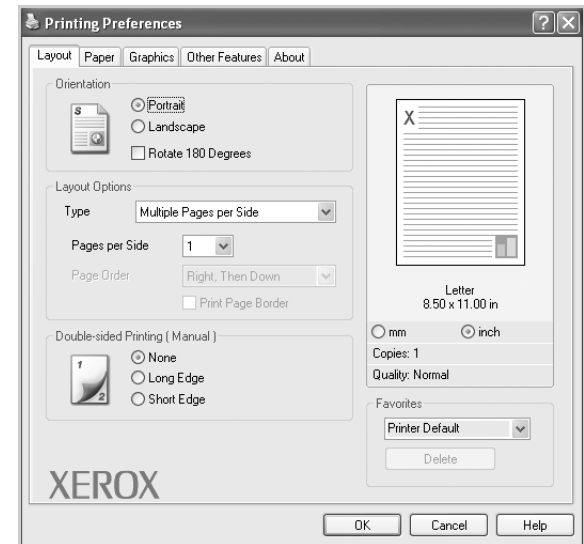 Printing Preferences
Layout Paper Graphics Other Features About
Orientation
S
Portrait
Landscape
Rotate 180 Degrees
Layout Options
Type Multiple Pages per Side
Pages per Side 1
Page Order Right, Then Down
Print Page Border
Double-sided Printing ( Manual )
1
2
None
Long Edge
Short Edge
XEROX
X
Letter
8.50 x 11.00 in
mm inch
Copies: 1
Quality: Normal
Favorites
Printer Default
Delete
OK Cancel Help